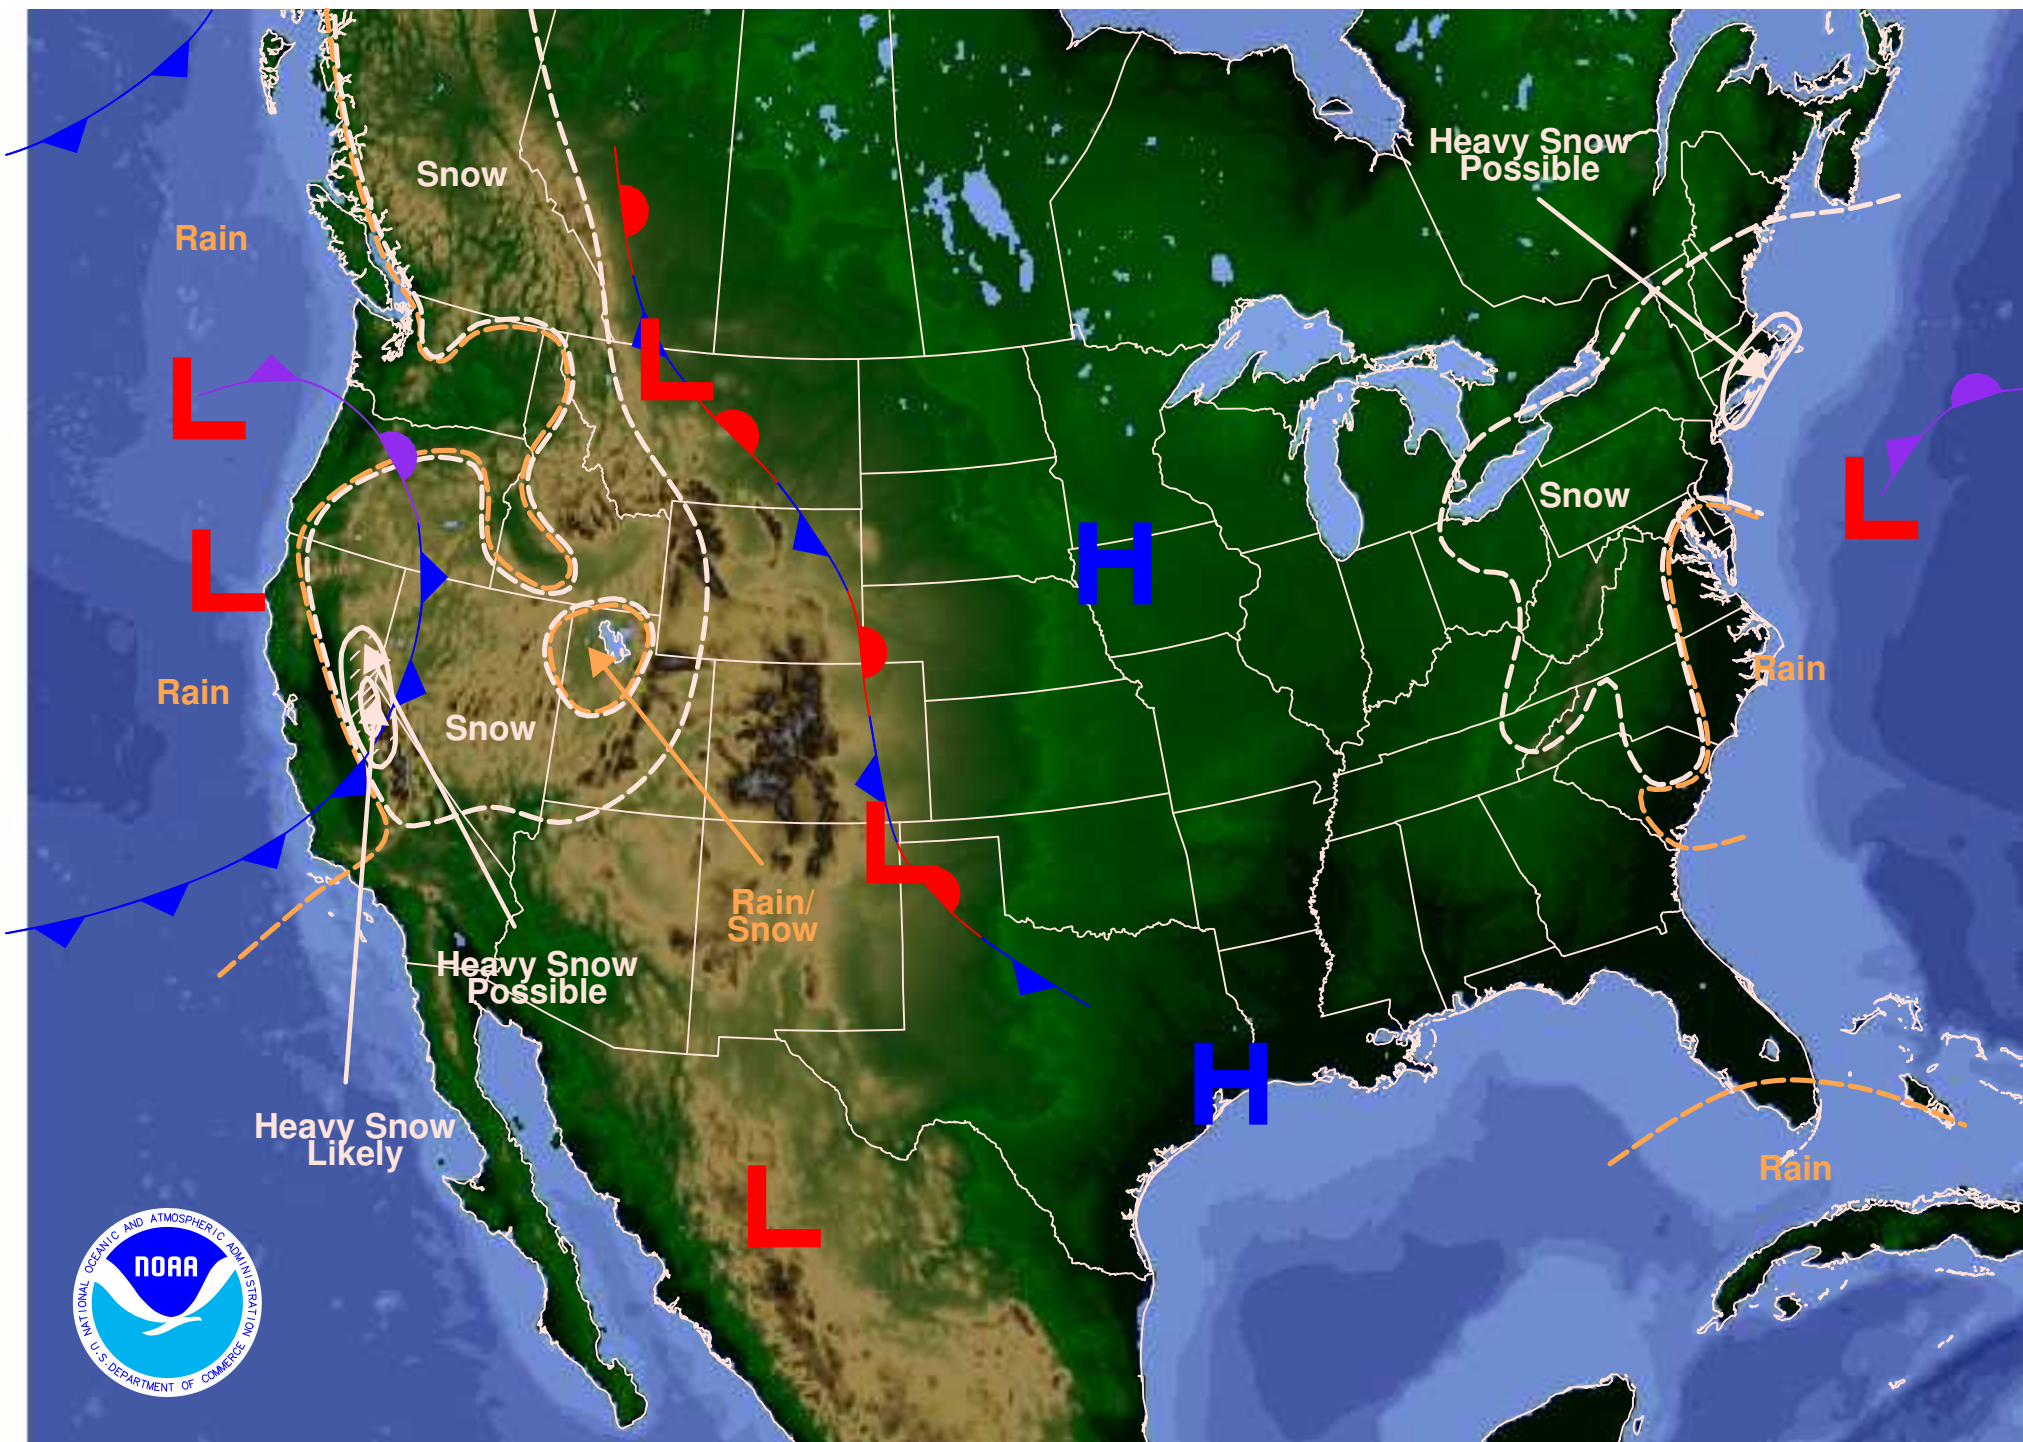 Heavy Snow
Possible
Snow
Rain
L
L
L
Snow
L
H
Rain
Rain
Snow
L
Rain/
Snow
Heavy Snow
Possible
H
Heavy Snow
Likely
Rain
L
NATIONAL OCEANIC AND ATMOSPHERIC ADMINISTRATION
NOAA
U.S. DEPARTMENT OF COMMERCE